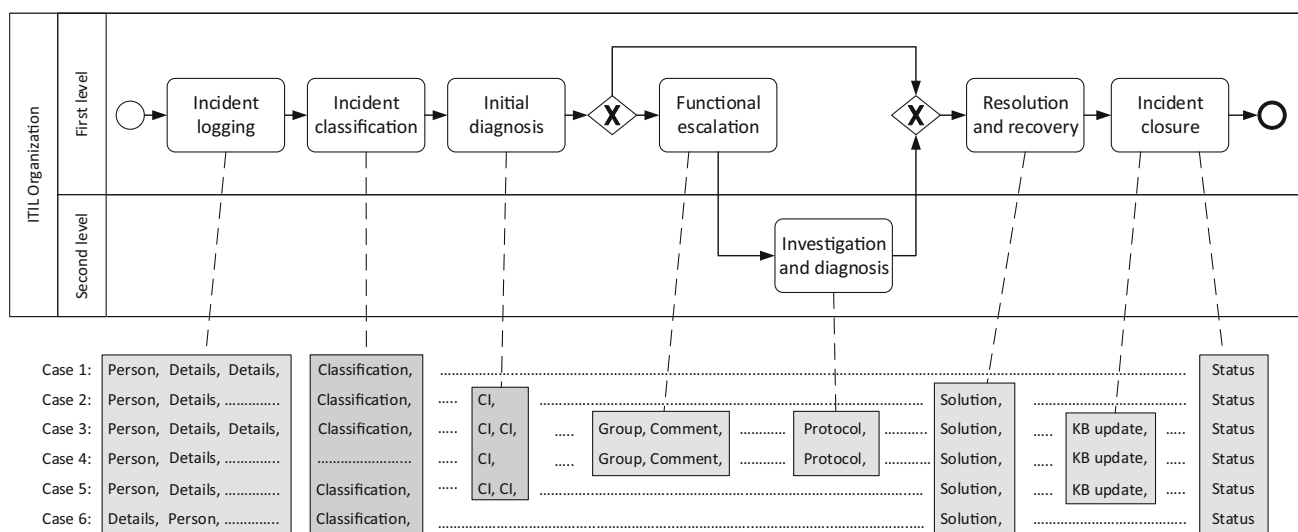 ITIL Organization
First level
Second level
Incident
logging
Incident
classification
Initial
diagnosis
X
Functional
escalation
X
Resolution
and recovery
Incident
closure
Investigation
and diagnosis
Case 1: Person, Details, Details, Classification, ........ Status
Case 2: Person, Details, ............. Classification, ..... CI, ........ Solution, ........ Status
Case 3: Person, Details, Details, Classification, ..... CI, CI, ..... Group, Comment, ........... Protocol, ........... Solution, ..... KB update, ..... Status
Case 4: Person, Details, ............. ...................... ..... CI, ..... Group, Comment, ........... Protocol, ........... Solution, ..... KB update, ..... Status
Case 5: Person, Details, ............. Classification, ..... CI, CI, ........ Solution, ..... KB update, ..... Status
Case 6: Details, Person, ............. Classification, ........ Solution, ........ Status